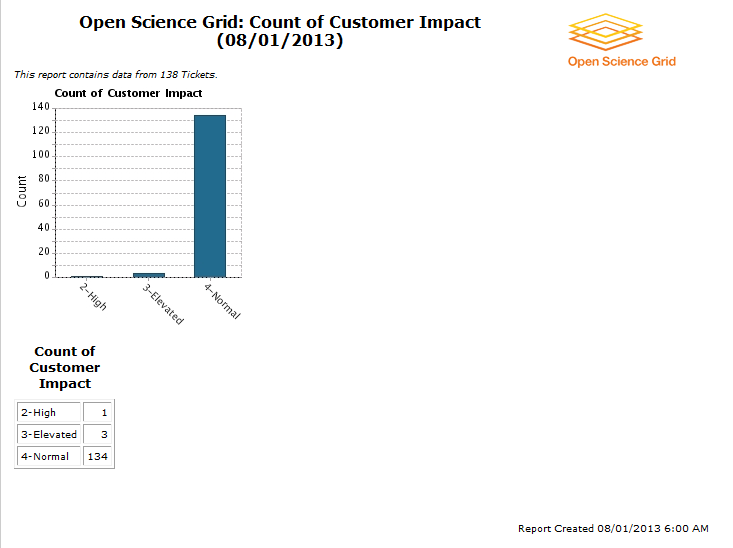 Open Science Grid: Count of Customer Impact
(08/01/2013)
Open Science Grid
This report contains data from 138 Tickets.
Count of Customer Impact
140
120
100
80
60
40
20
0
Count
2-High
3-Elevated
4-Normal
Count of
Customer
Impact
2-High 1
3-Elevated 3
4-Normal 134
Report Created 08/01/2013 6:00 AM